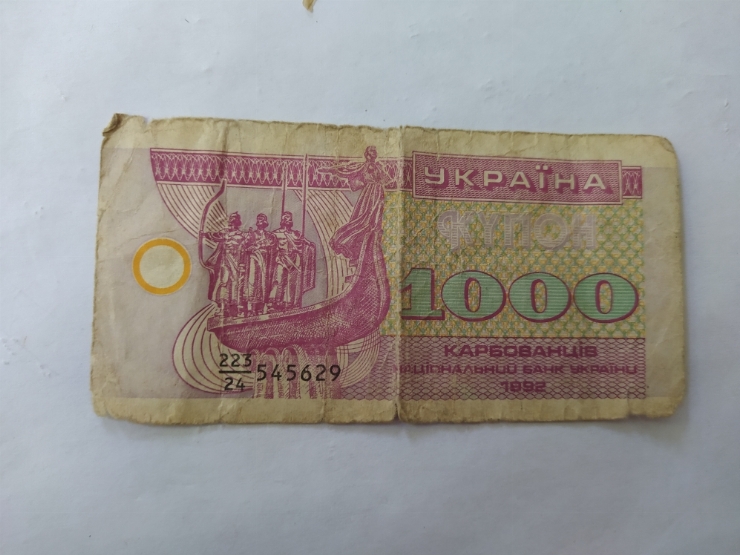 УКРАЇНА
КУПОН
1000
КАРБОВАНЦІВ
НАЦІОНАЛЬНИЙ БАНК УКРАЇНИ
1992
223
24 545629